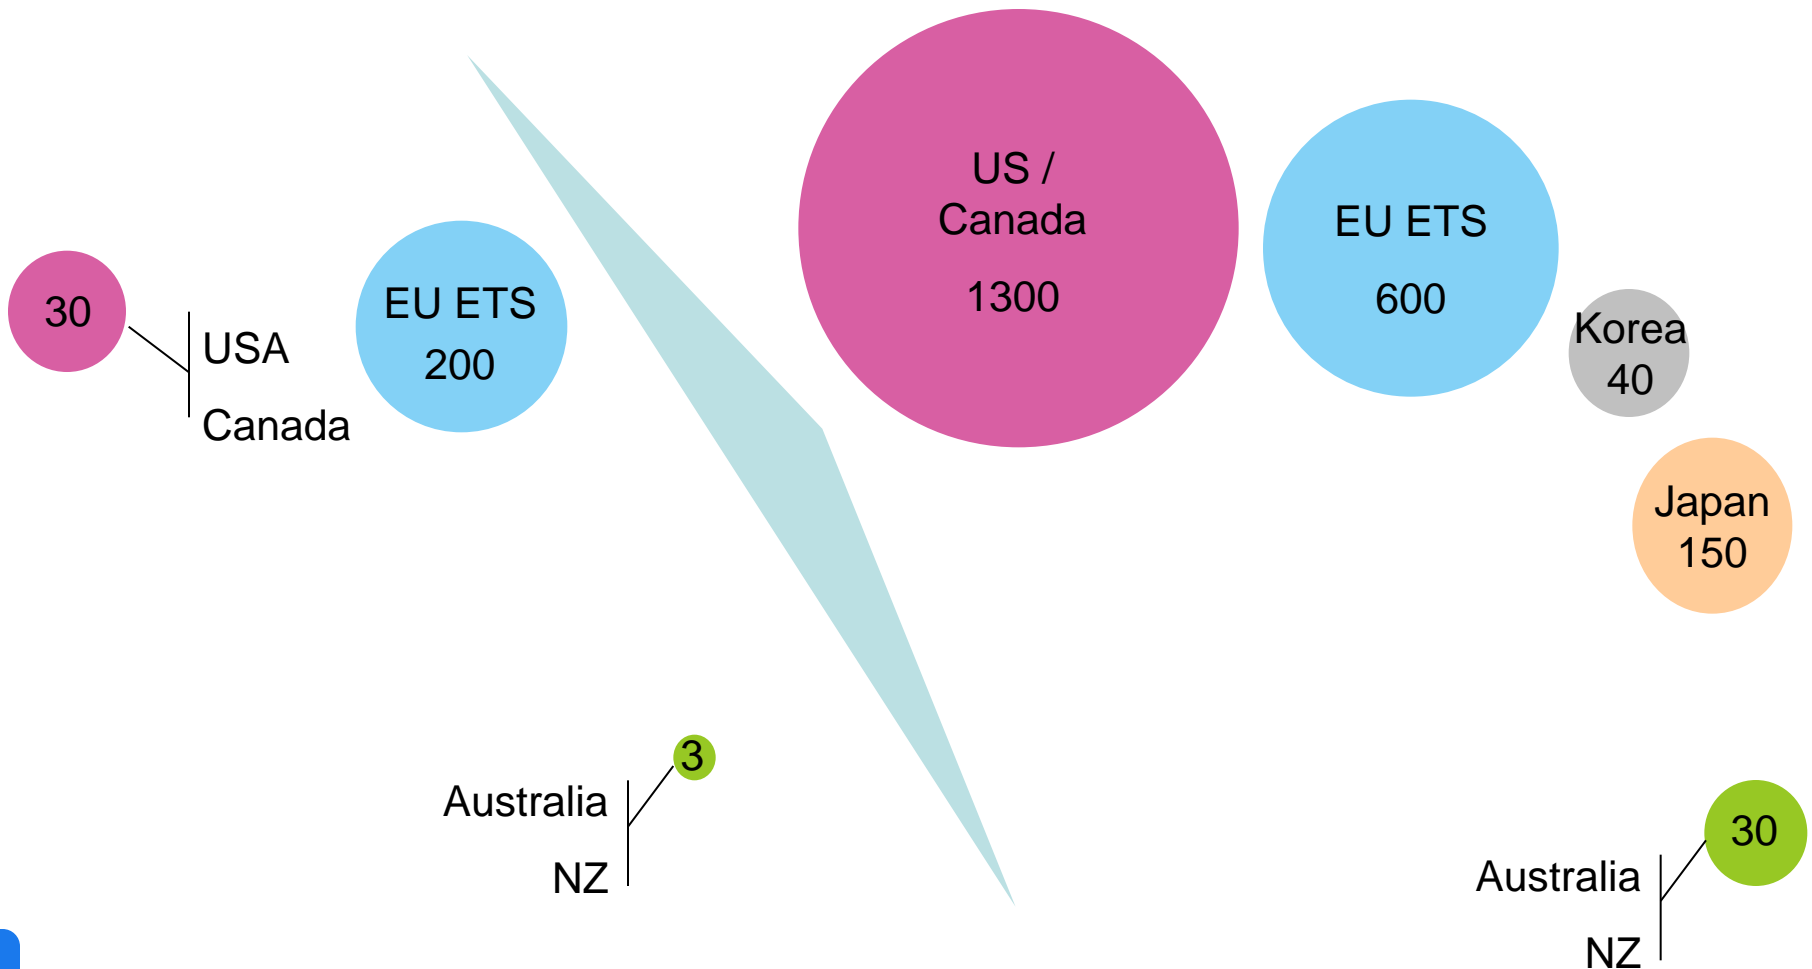 30
USA
Canada
EU ETS
200
Australia
NZ
3
US /
Canada
1300
EU ETS
600
Korea
40
Japan
150
30
Australia
NZ